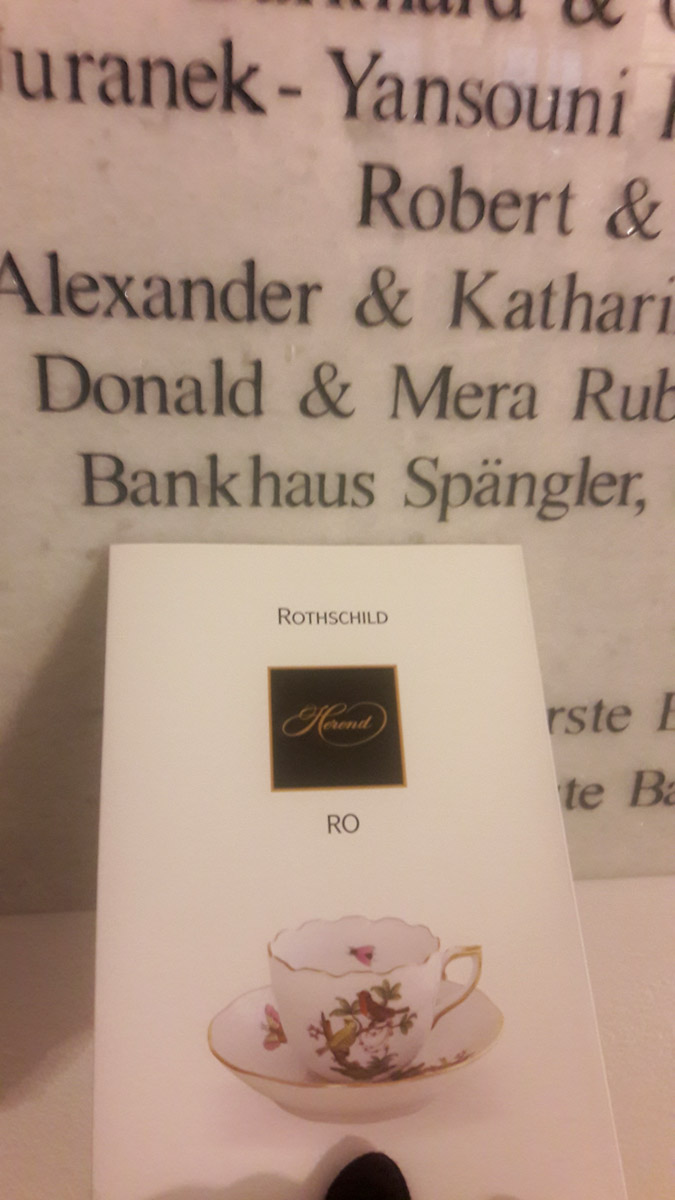 &
uranek - Yansouni
Robert &
Alexander & Kathari
Donald & Mera Rub
Bankhaus Spängler,
rste
te Ba
ROTHSCHILD
Herend
RO